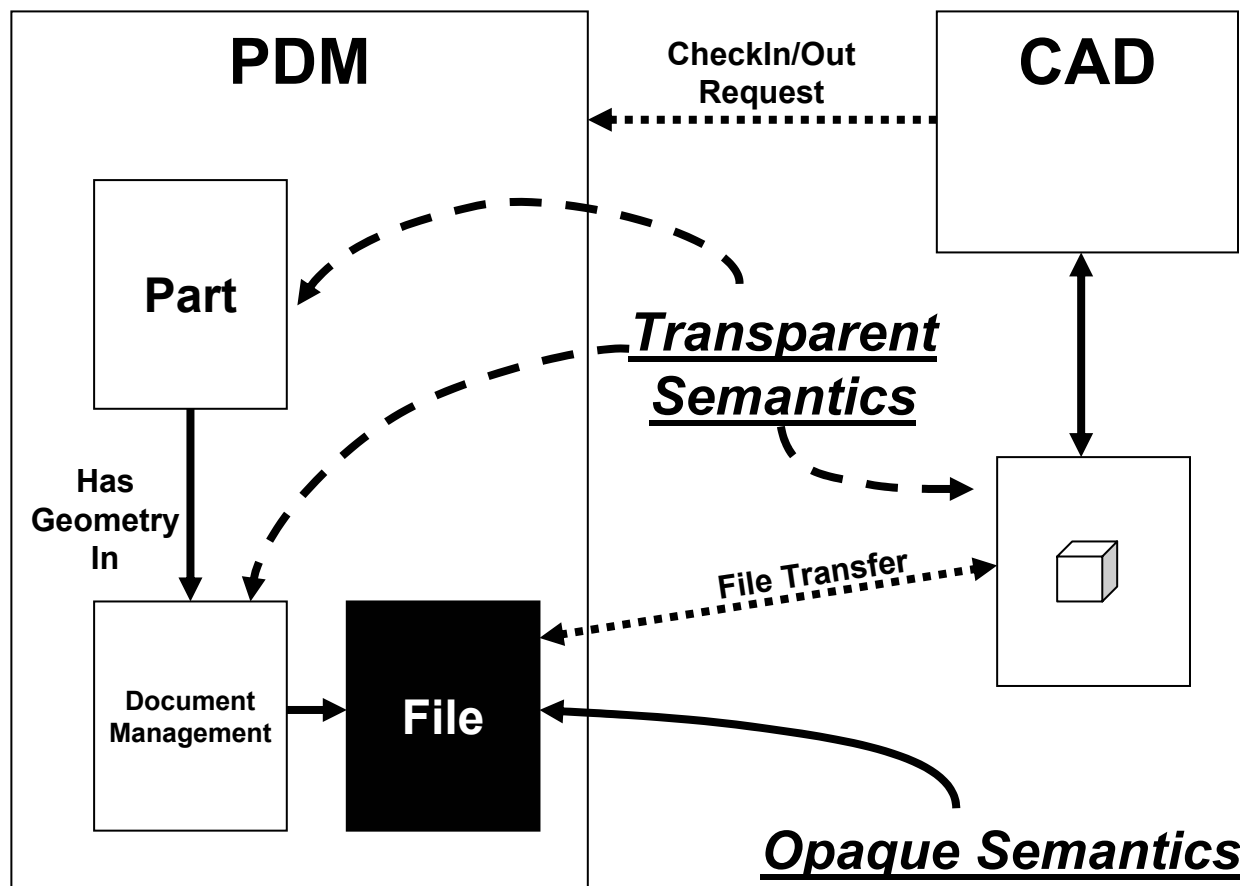 PDM
CheckIn/Out
Request
CAD
Part
Transparent
Semantics
Has
Geometry
In
File Transfer
Document
Management
File
Opaque Semantics